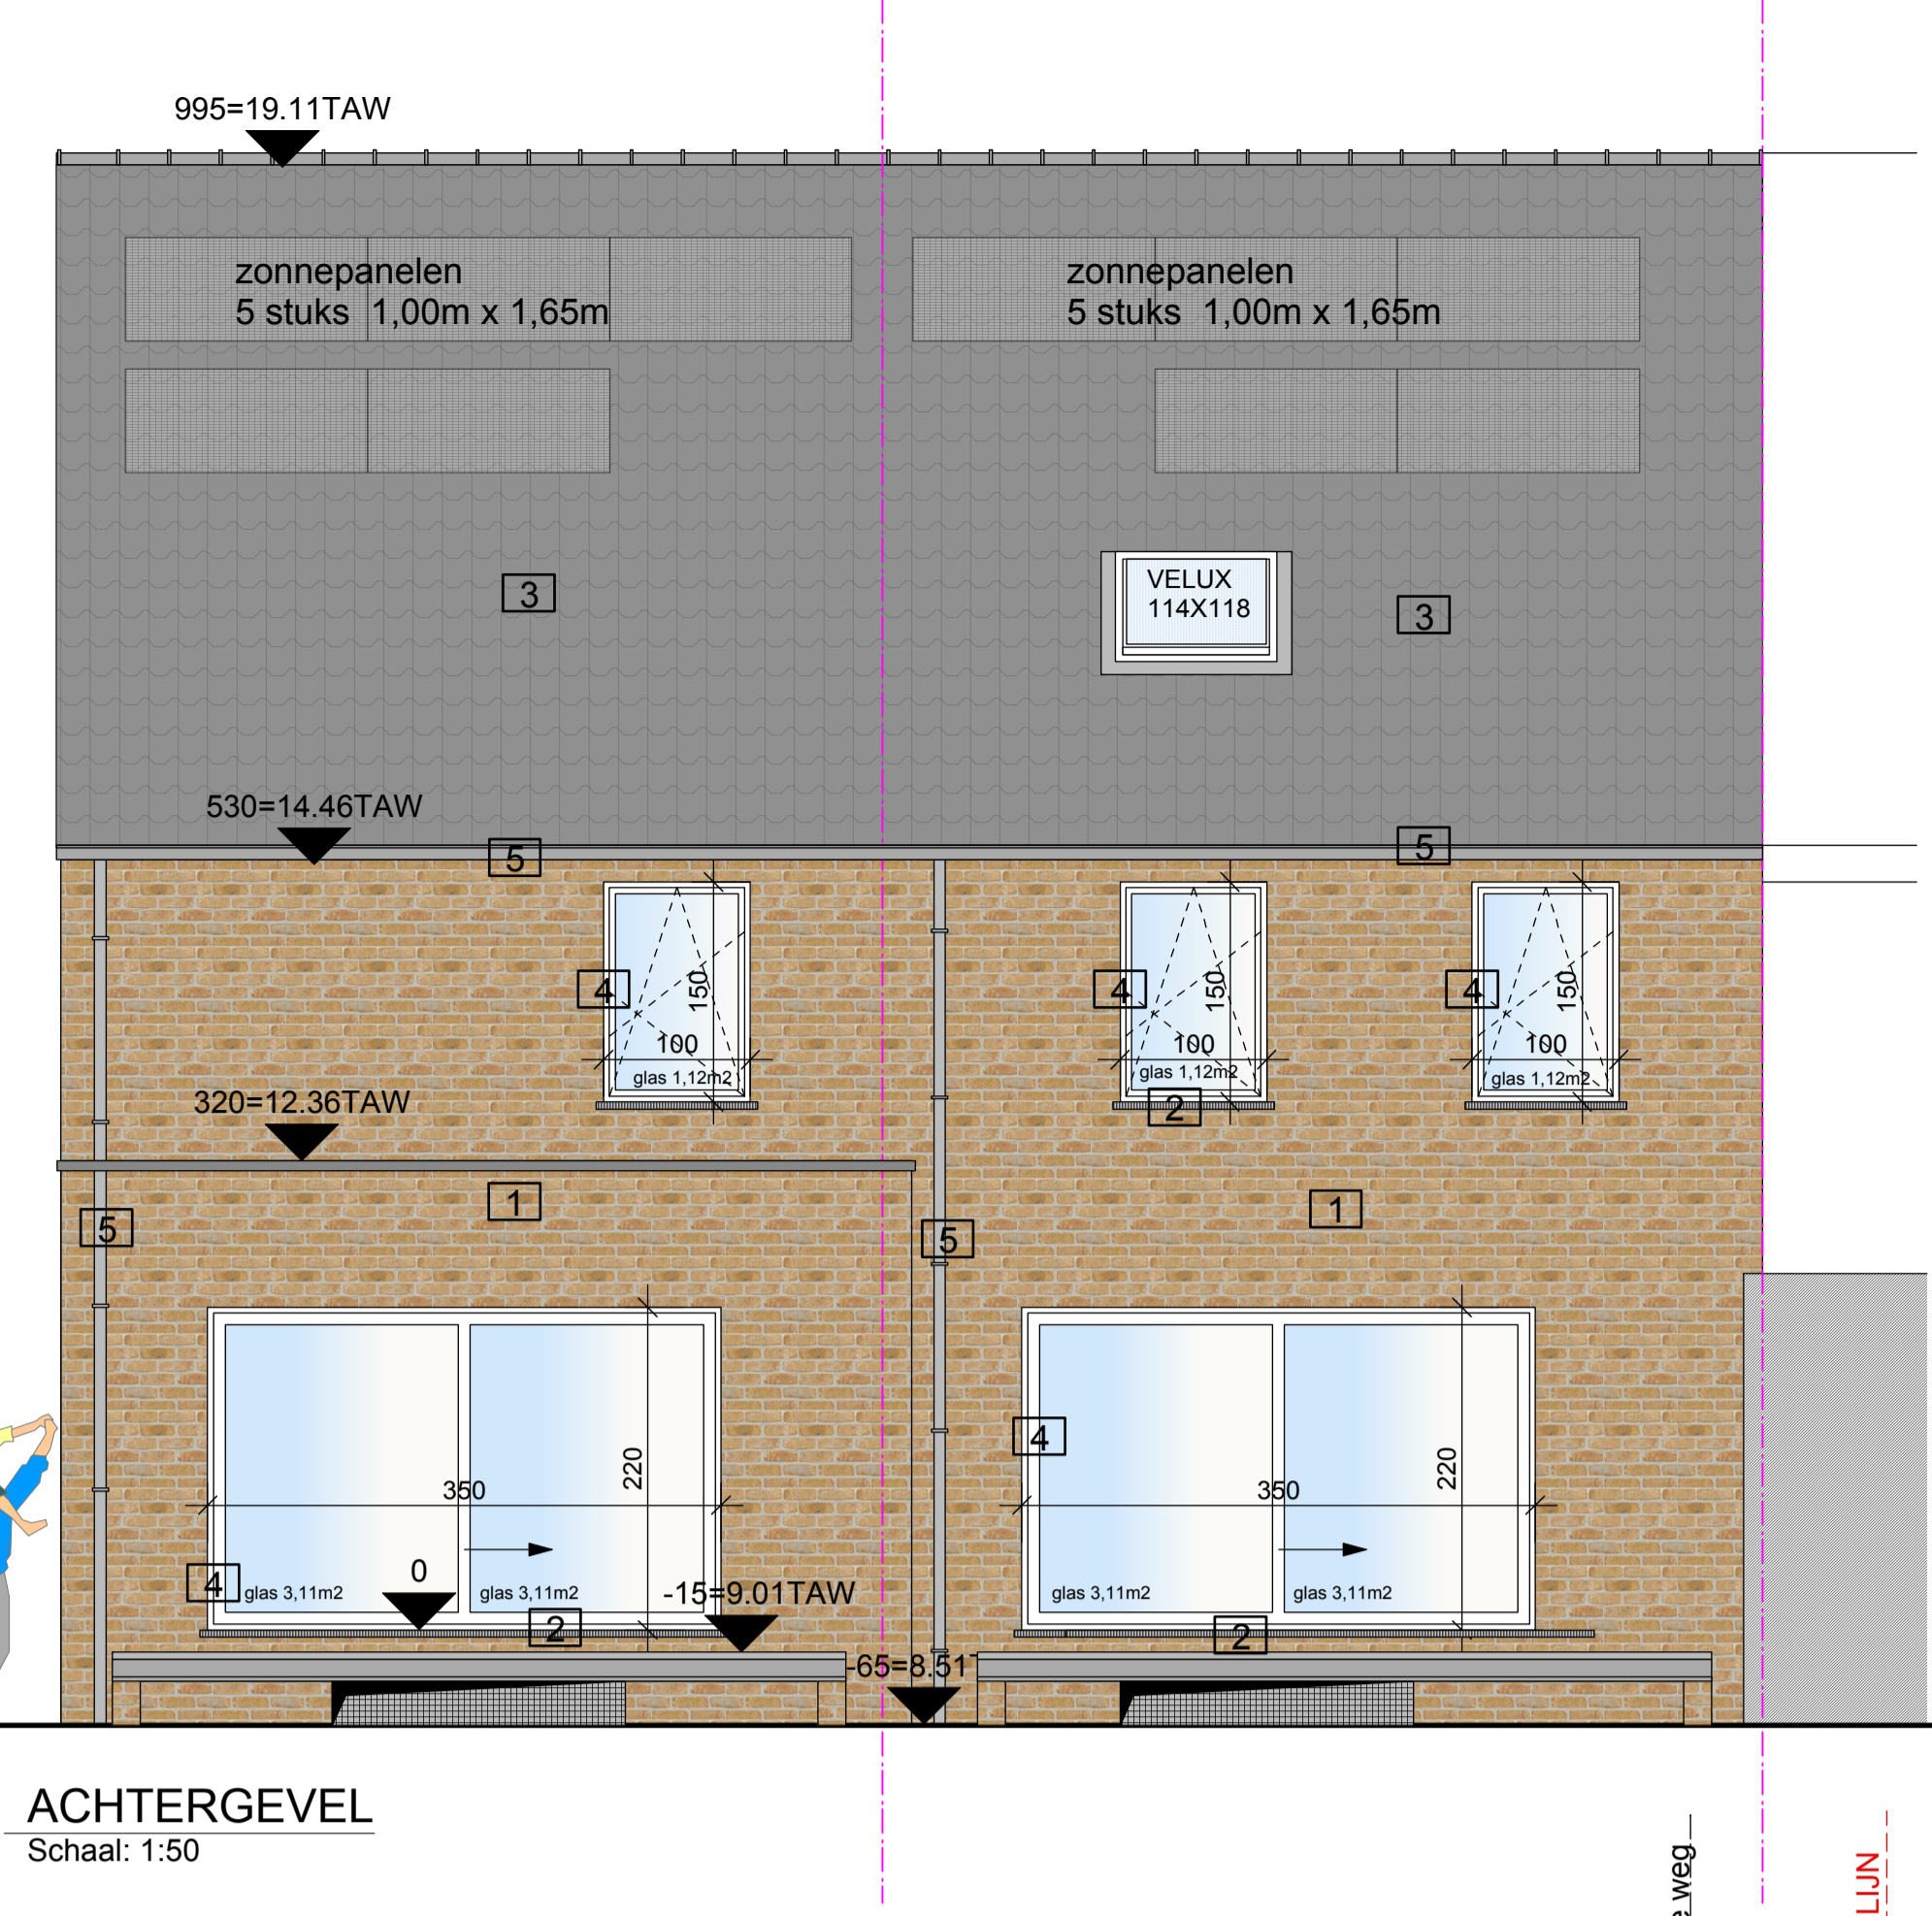 995=19.11TAW
zonnepanelen
5 stuks 1,00m x 1,65m
zonnepanelen
5 stuks 1,00m x 1,65m
VELUX
114X118
3
3
530=14.46TAW
5
5
4
150
100
glas 1,12m2
4
150
100
glas 1,12m2
2
4
150
100
glas 1,12m2
320=12.36TAW
1
1
5
5
4
350
220
350
220
0
4
glas 3,11m2
glas 3,11m2
-15=9.01TAW
glas 3,11m2
glas 3,11m2
2
2
-65=8.51
ACHTERGEVEL
Schaal: 1:50
weg
LIJN